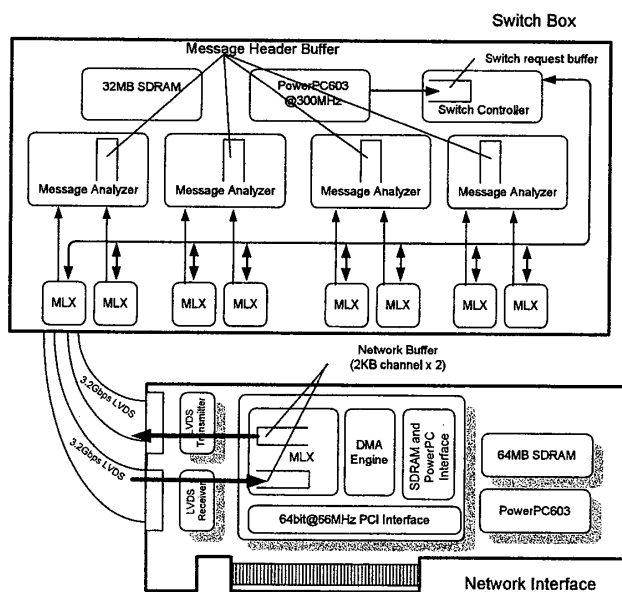 Switch Box
Message Header Buffer
Switch request buffer
32MB SDRAM
PowerPC603
@300MHz
Switch Controller
Message Analyzer
Message Analyzer
Message Analyzer
Message Analyzer
MLX
MLX
MLX
MLX
MLX
MLX
MLX
MLX
Network Buffer
(2KB channel x 2)
3.2Gbps LVDS
3.2Gbps LVDS
LVDS
Transmitter
LVDS
Receiver
MLX
DMA
Engine
SDRAM and
PowerPC
Interface
64MB SDRAM
PowerPC603
64bit@66MHz PCI Interface
Network Interface